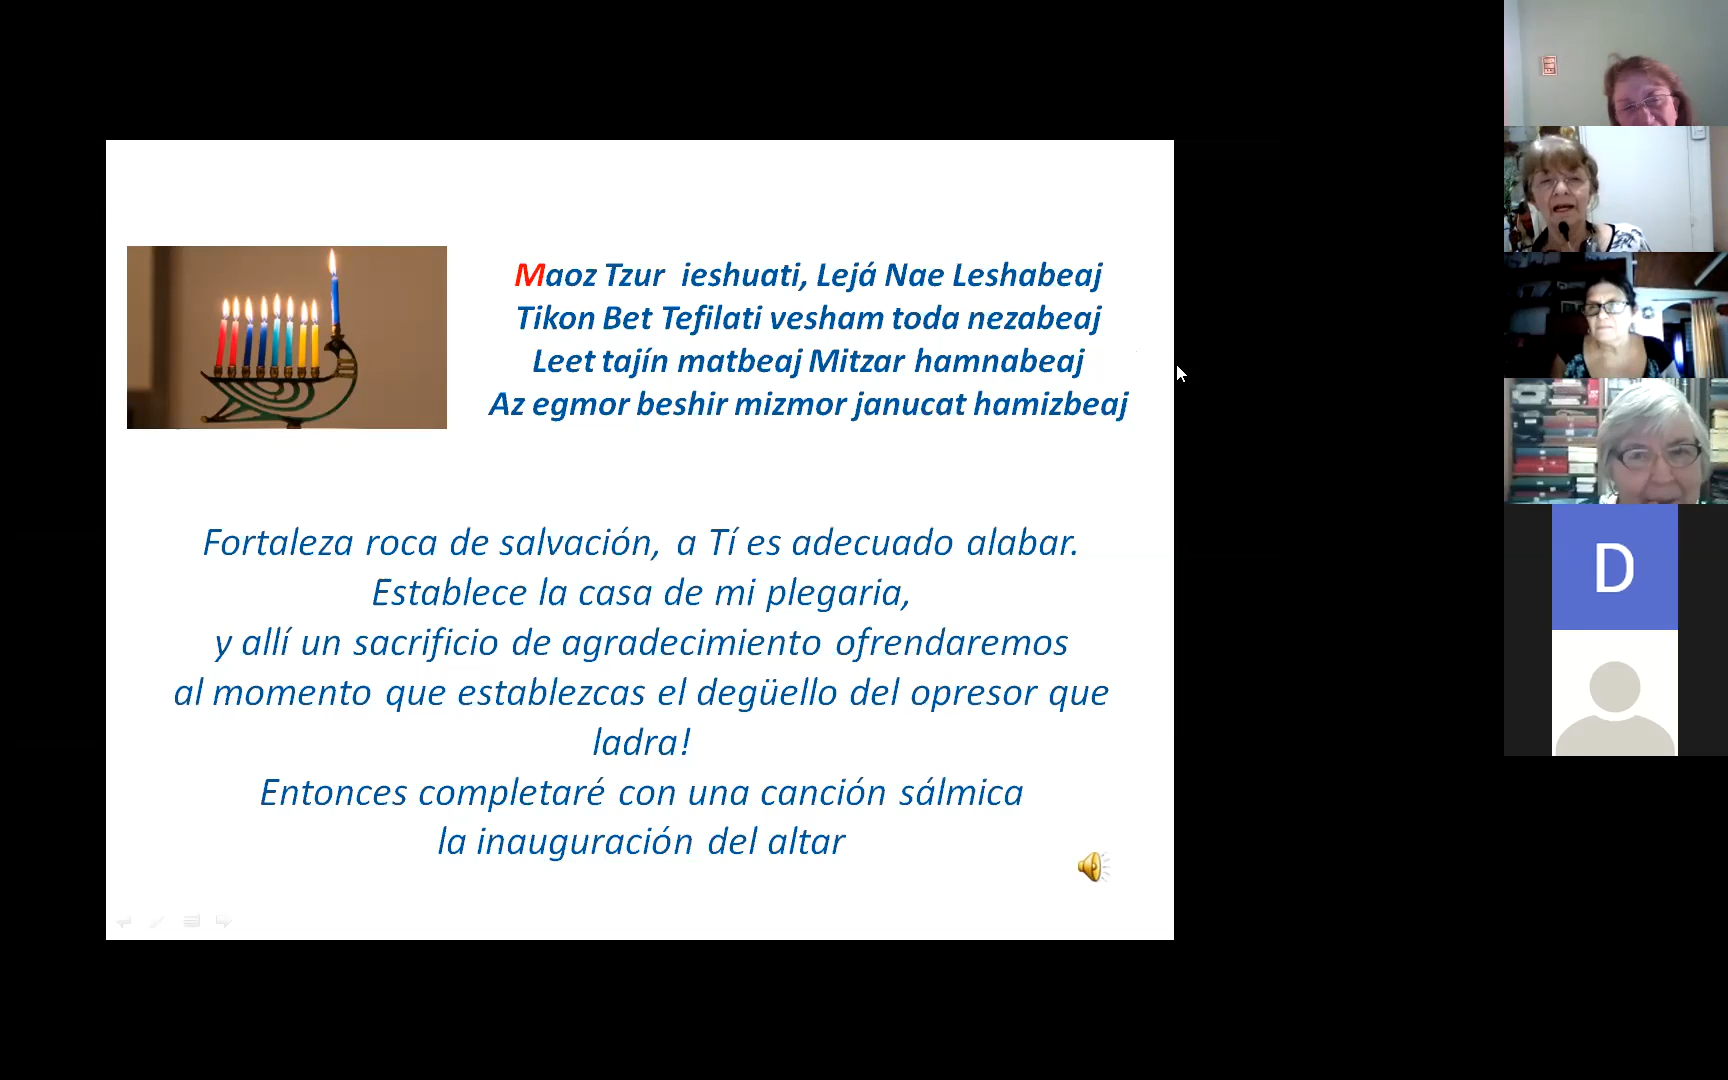 Maoz Tzur ieshuati, Lejá Nae Leshabeaj
Tikon Bet Tefilati vesham toda nezabeaj
Leet tajín matbeaj Mitzar hamnabeaj
Az egmor beshir mizmor janucat hamizbeaj
Fortaleza roca de salvación, a Tí es adecuado alabar.
Establece la casa de mi plegaria,
y allí un sacrificio de agradecimiento ofrendaremos
al momento que establezcas el degüello del opresor que
ladra!
Entonces completaré con una canción sálmica
la inauguración del altar
D